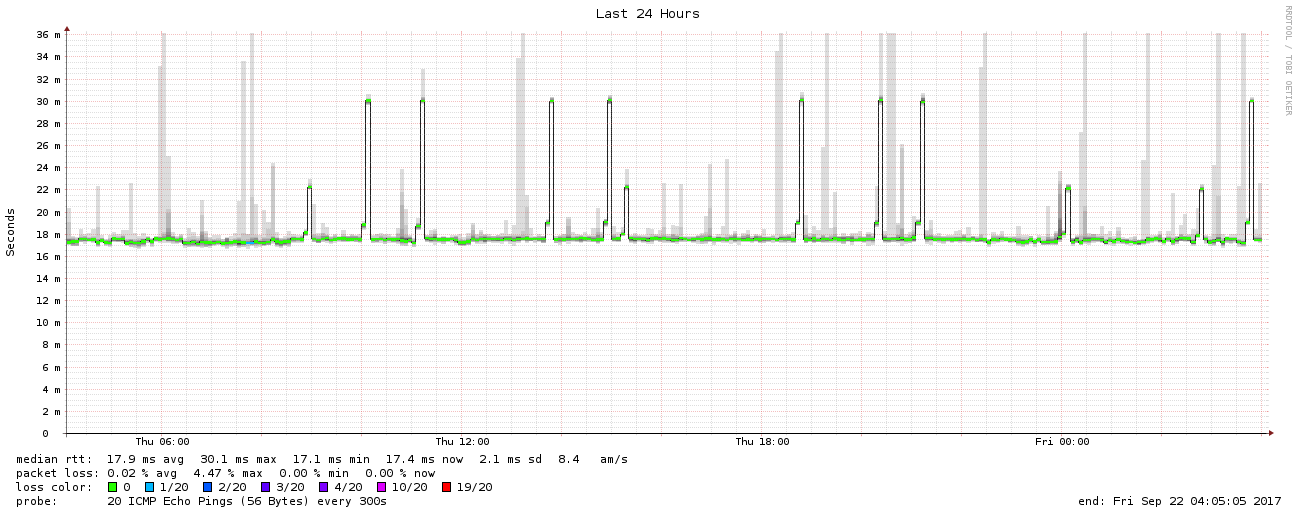 Last 24 Hours
RRDTOOL / TOBI OETIKER
Seconds
36 m
34 m
32 m
30 m
28 m
26 m
24 m
22 m
20 m
18 m
16 m
14 m
12 m
10 m
8 m
6 m
4 m
2 m
0
Thu 06:00 Thu 12:00 Thu 18:00 Fri 00:00
median rtt: 17.9 ms avg 30.1 ms max 17.1 ms min 17.4 ms now 2.1 ms sd 8.4 am/s
packet loss: 0.02 % avg 4.47 % max 0.00 % min 0.00 % now
loss color: 0 1/20 2/20 3/20 4/20 10/20 19/20
probe: 20 ICMP Echo Pings (56 Bytes) every 300s end: Fri Sep 22 04:05:05 2017